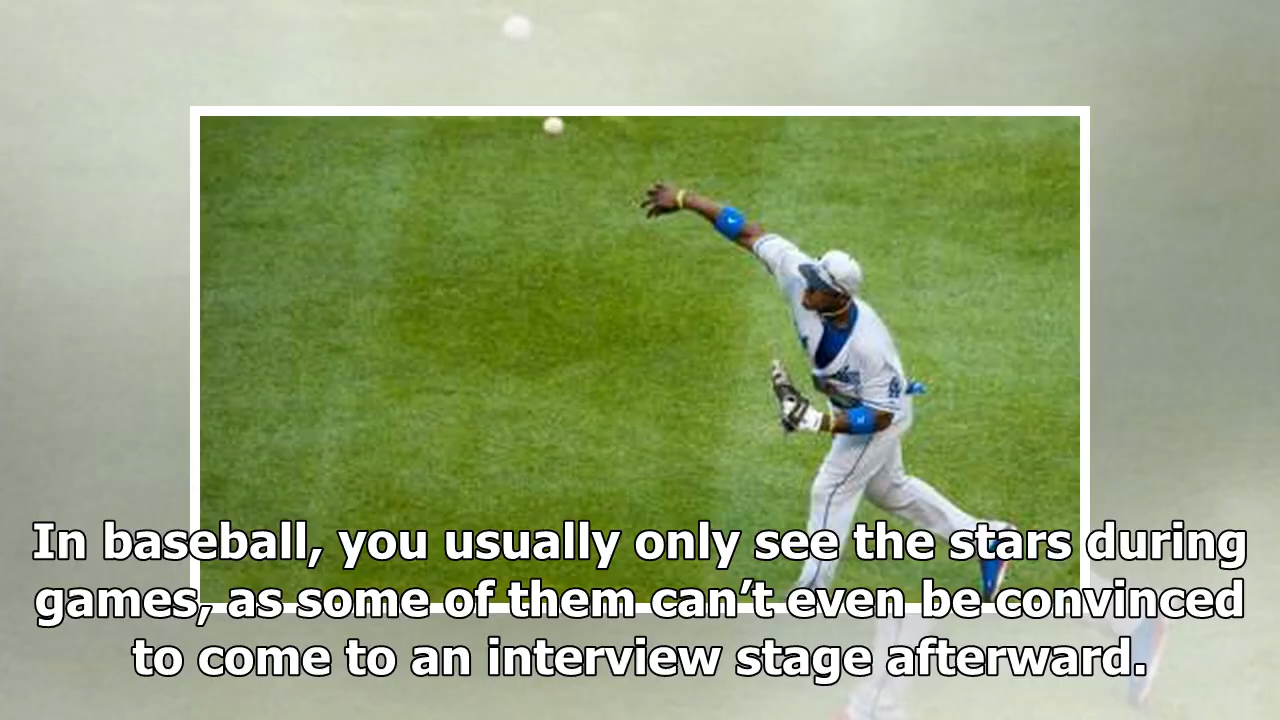 In baseball, you usually only see the stars during
games, as some of them can’t even be convinced
to come to an interview stage afterward.